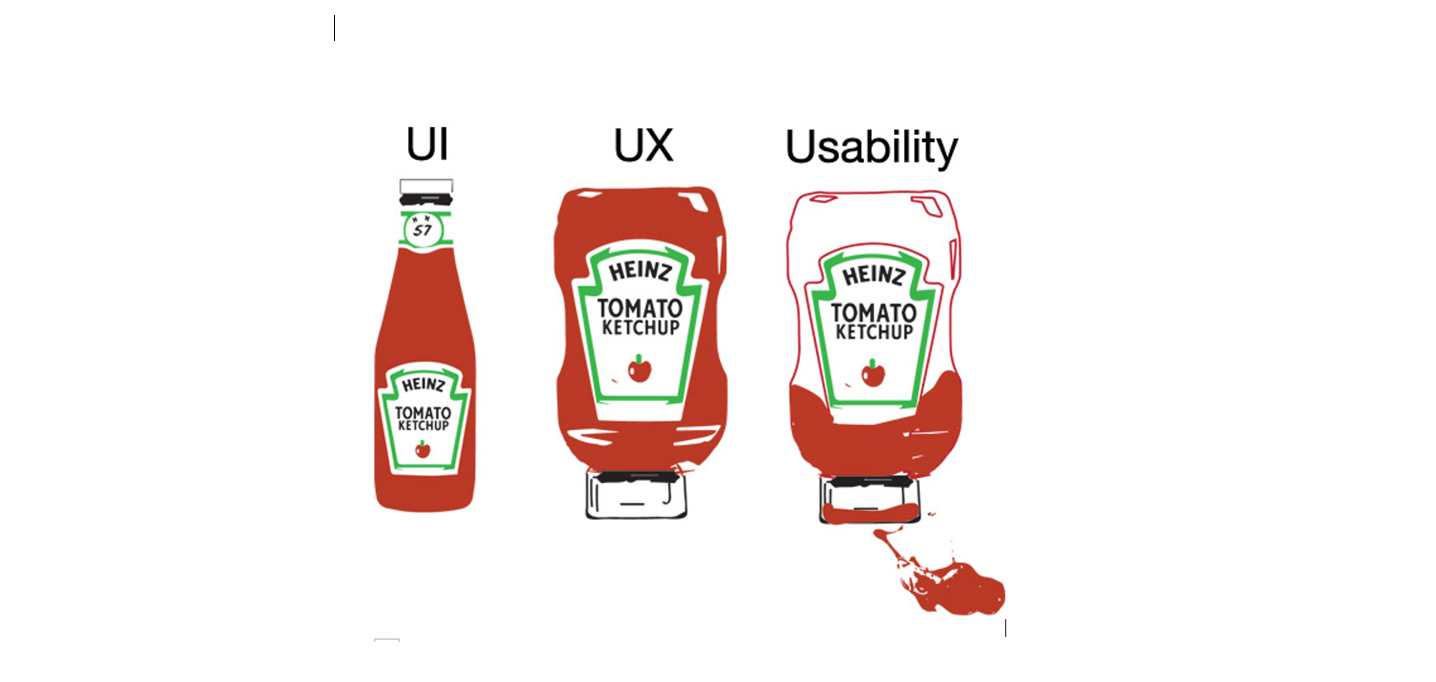 UI
UX
Usability
57
HEINZ
TOMATO
KETCHUP
HEINZ
TOMATO
KETCHUP
HEINZ
TOMATO
KETCHUP